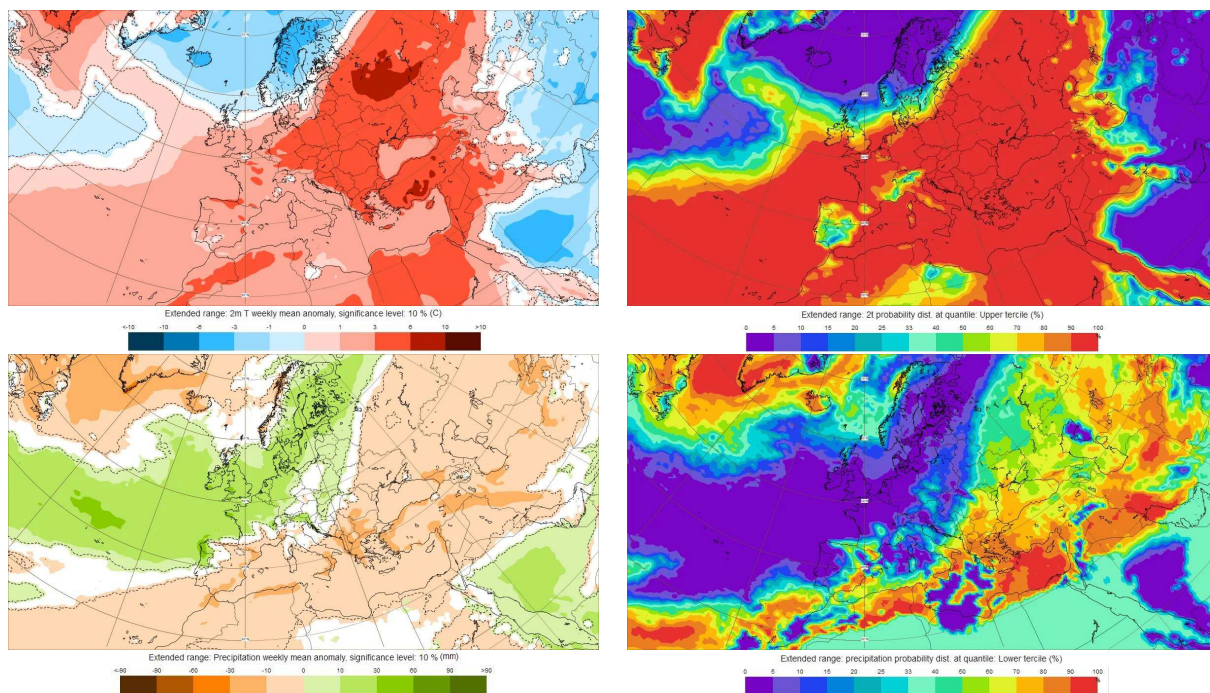 Extended range: 2m T weekly mean anomaly, significance level: 10 % (C)
<-10 -10 -6 -3 -1 0 1 3 6 10 >10
Extended range: 2t probability dist. at quantile: Upper tercile (%)
0 5 10 15 20 25 33 40 50 60 70 80 90 100
%
Extended range: Precipitation weekly mean anomaly, significance level: 10 % (mm)
<-90 -90 -60 -30 -10 0 10 30 60 90 >90
Extended range: precipitation probability dist. at quantile: Lower tercile (%)
0 5 10 15 20 25 33 40 50 60 70 80 90 100
%